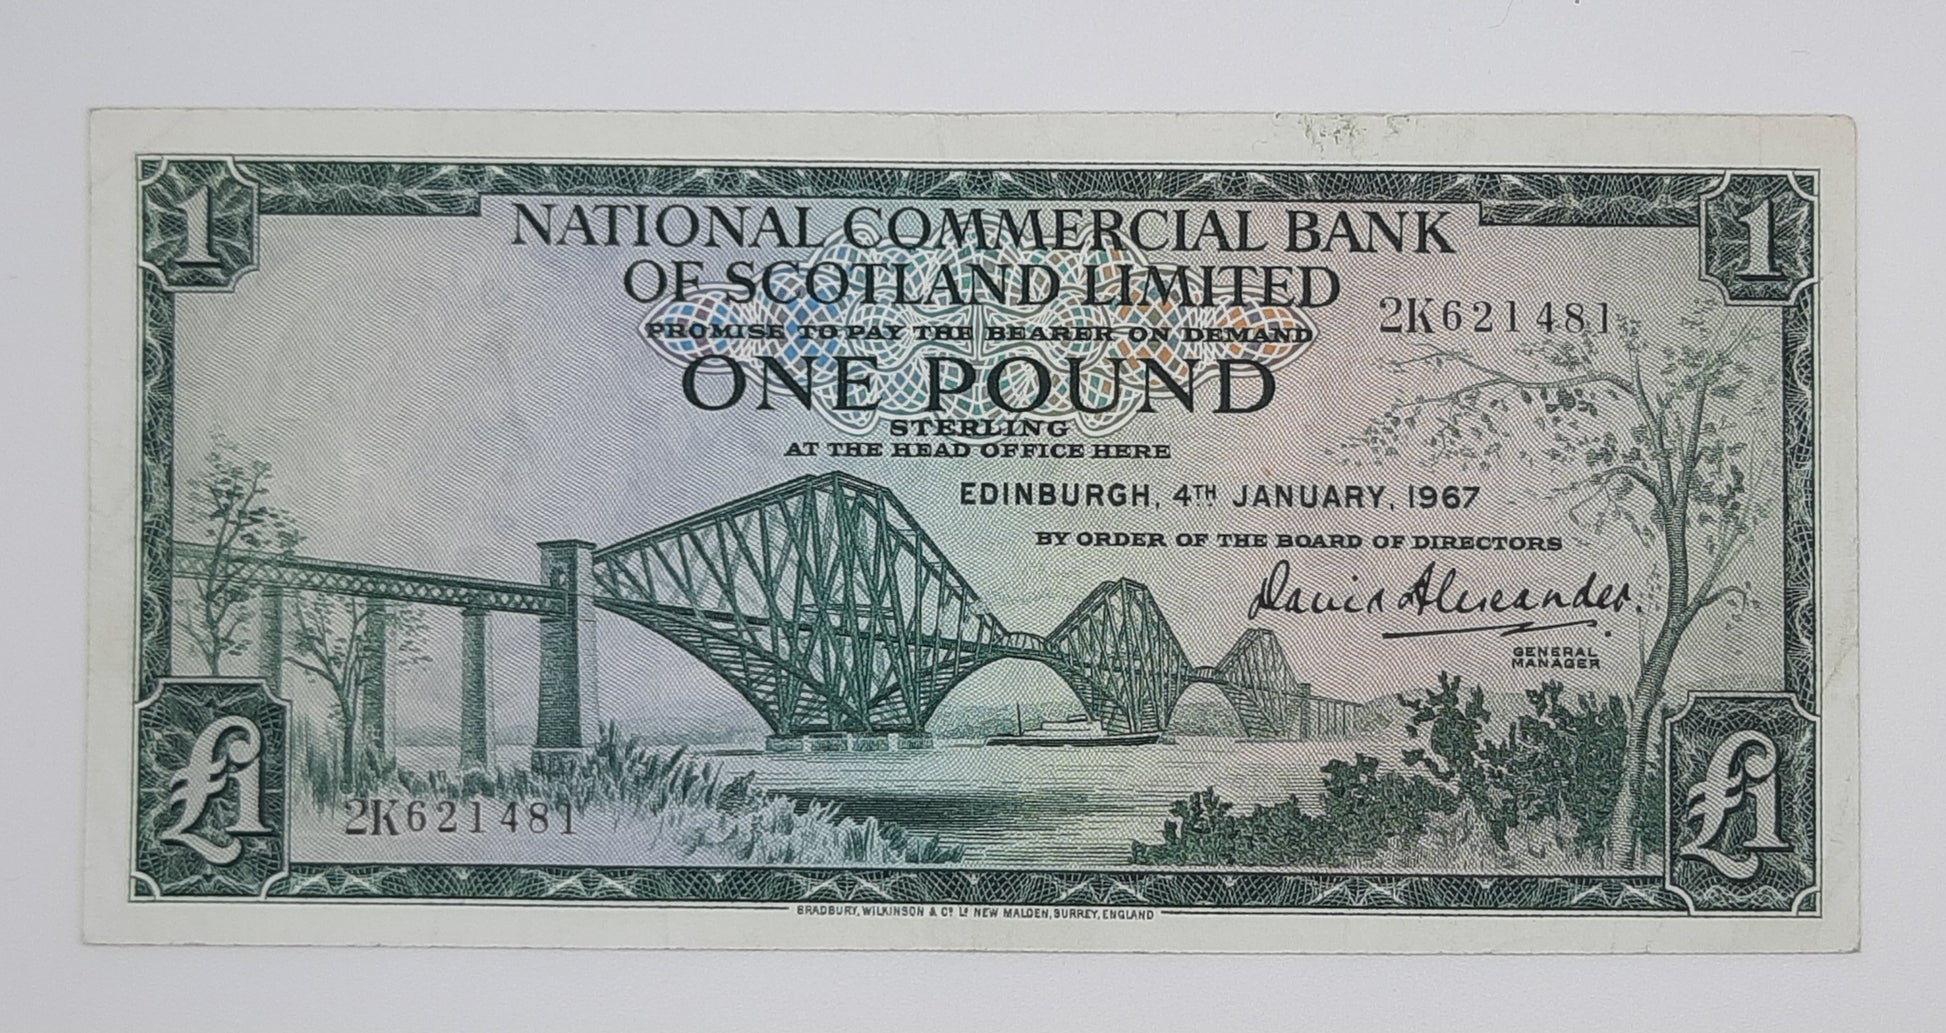 1
1
NATIONAL COMMERCIAL BANK
OF SCOTLAND LIMITED
PROMISE TO PAY THE BEARER ON DEMAND
2K621481
ONE POUND
STERLING
AT THE HEAD OFFICE HERE
EDINBURGH, 4TH JANUARY, 1967
BY ORDER OF THE BOARD OF DIRECTORS
David Alexander.
GENERAL
MANAGER
£1
2K621481
£1
BRADBURY, WILKINSON & Cº Lᵈ NEW MALDEN, SURREY, ENGLAND